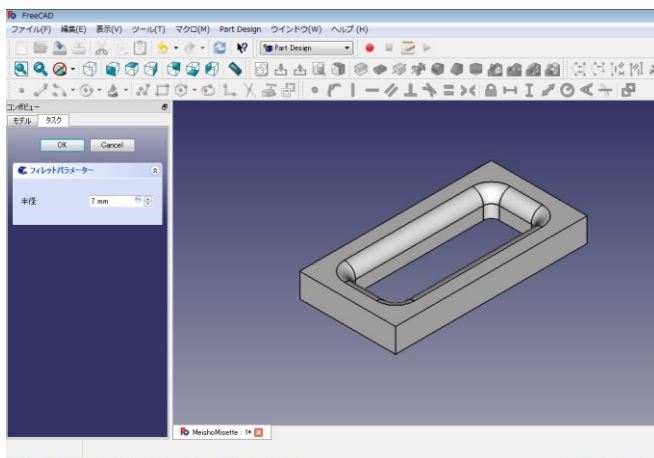 FreeCAD
ファイル(F) 編集(E) 表示(V) ツール(T) マクロ(M) Part Design ウインドウ(W) ヘルプ(H)
Part Design
コンボビュー
モデル タスク
OK Cancel
フィレットパラメーター
半径 7 mm
MeishoMisette : 1*